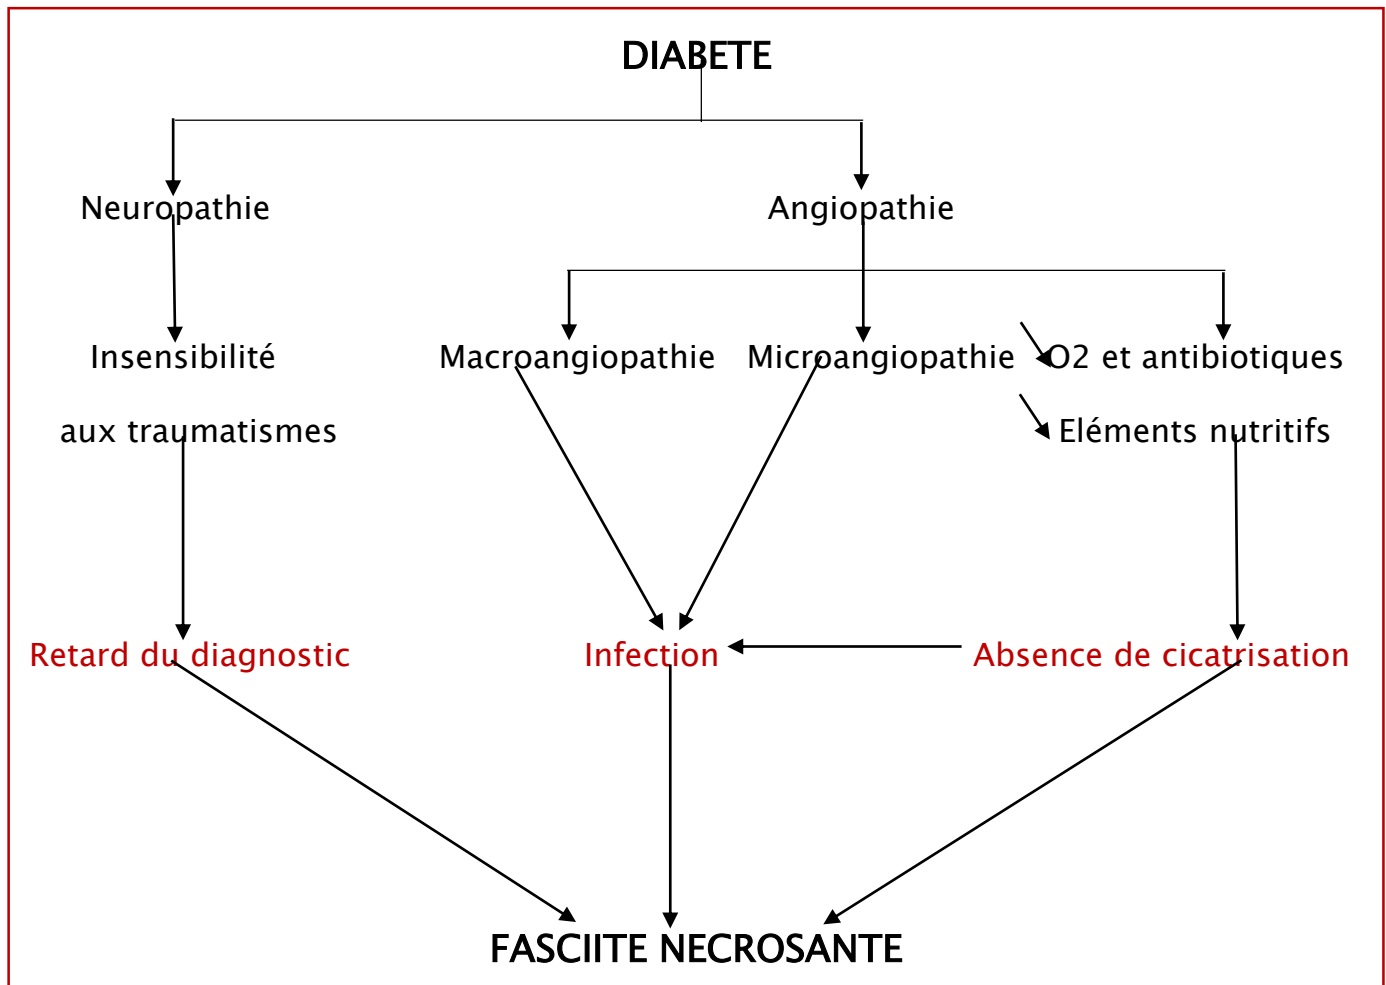 DIABETE
Neuropathie
Angiopathie
Insensibilité
Macroangiopathie
Microangiopathie
O2 et antibiotiques
aux traumatismes
Eléments nutritifs
Retard du diagnostic
Infection
Absence de cicatrisation
FASCIITE NECROSANTE